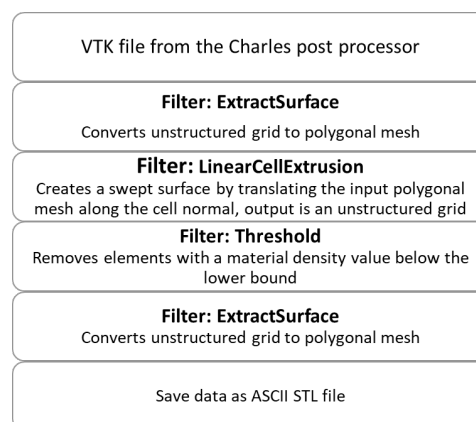 VTK file from the Charles post processor
Filter: ExtractSurface
Converts unstructured grid to polygonal mesh
Filter: LinearCellExtrusion
Creates a swept surface by translating the input polygonal
mesh along the cell normal, output is an unstructured grid
Filter: Threshold
Removes elements with a material density value below the
lower bound
Filter: ExtractSurface
Converts unstructured grid to polygonal mesh
Save data as ASCII STL file